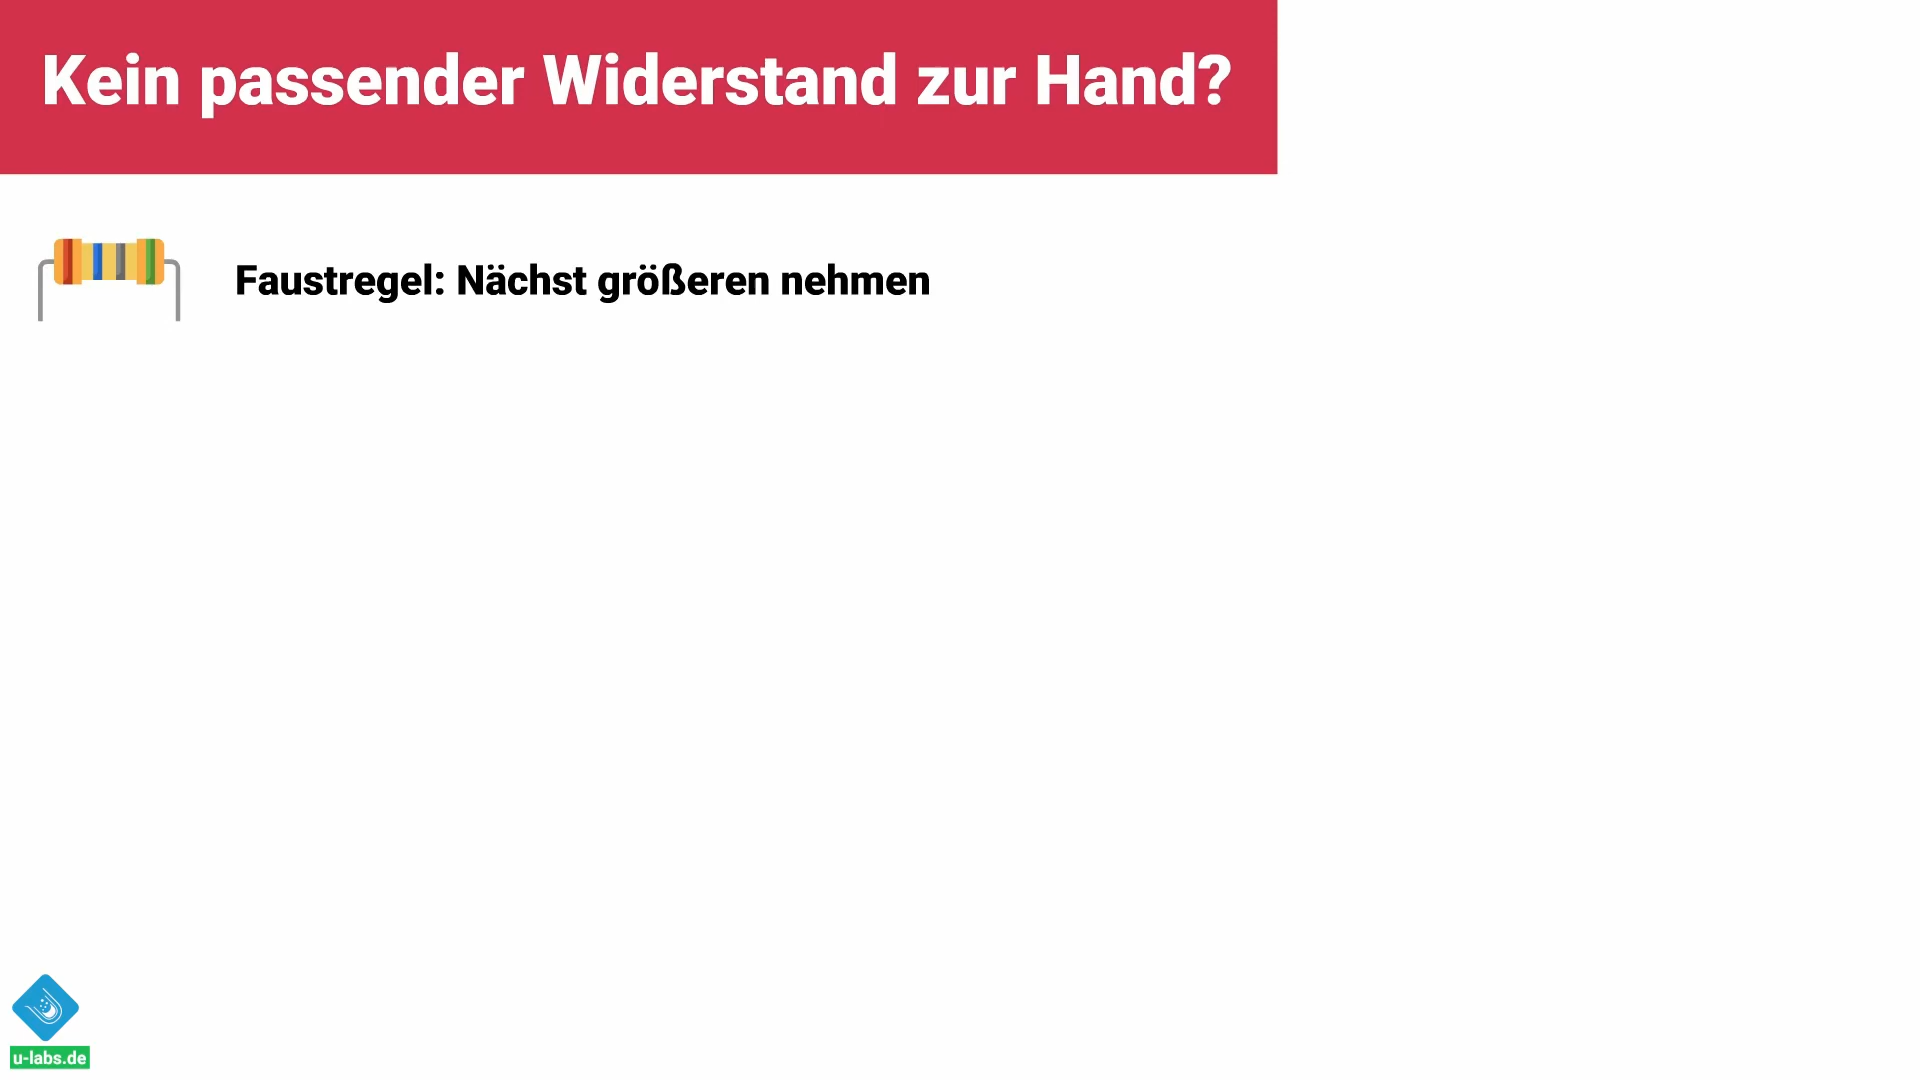 Kein passender Widerstand zur Hand?
Faustregel: Nächst größeren nehmen
u-labs.de